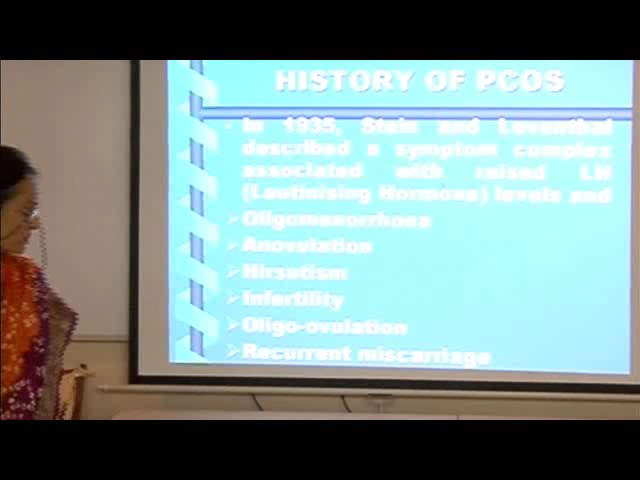 HISTORY OF PCOS
- In 1935, Stein and Leventhal
described a symptom complex
associated with raised LH
(Leutinising Hormone) levels and
➢Oligomenorrhoea
➢Anovulation
➢Hirsutism
➢Infertility
➢Oligo-ovulation
➢Recurrent miscarriage